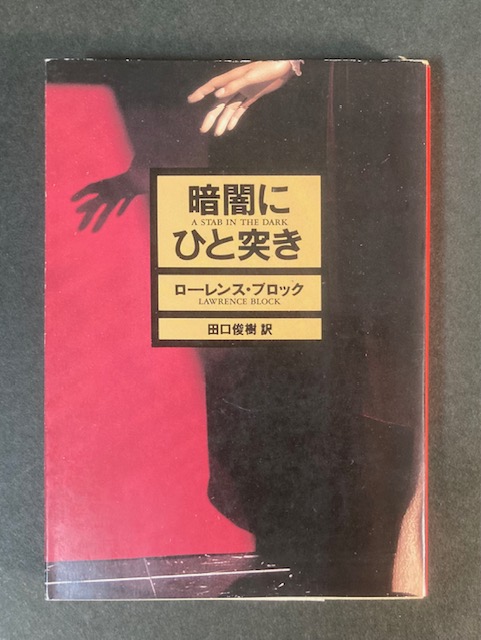 暗闇に
A STAB IN THE DARK
ひと突き
ローレンス・ブロック
LAWRENCE BLOCK
田口俊樹 訳